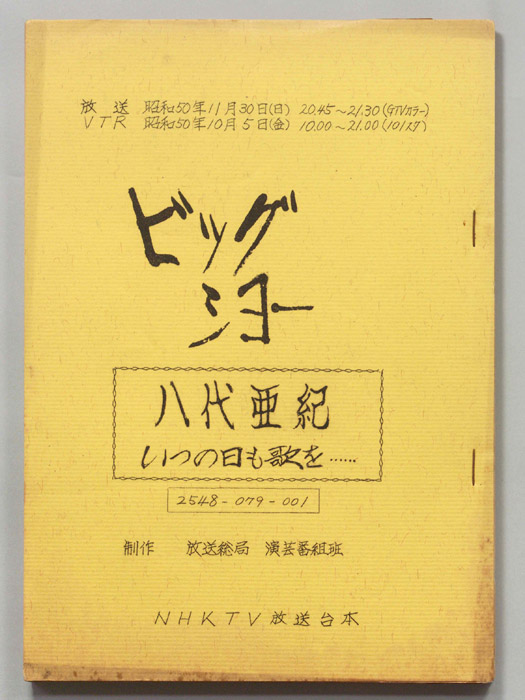 放送 昭和50年11月30日(日) 20.45～21.30(GTVカラー)
VTR 昭和50年10月5日(金) 10.00～21.00(101スタ)
ビッグ
ショー
八代亜紀
いつの日も歌を……
2548-079-001
制作 放送総局 演芸番組班
NHKTV放送台本